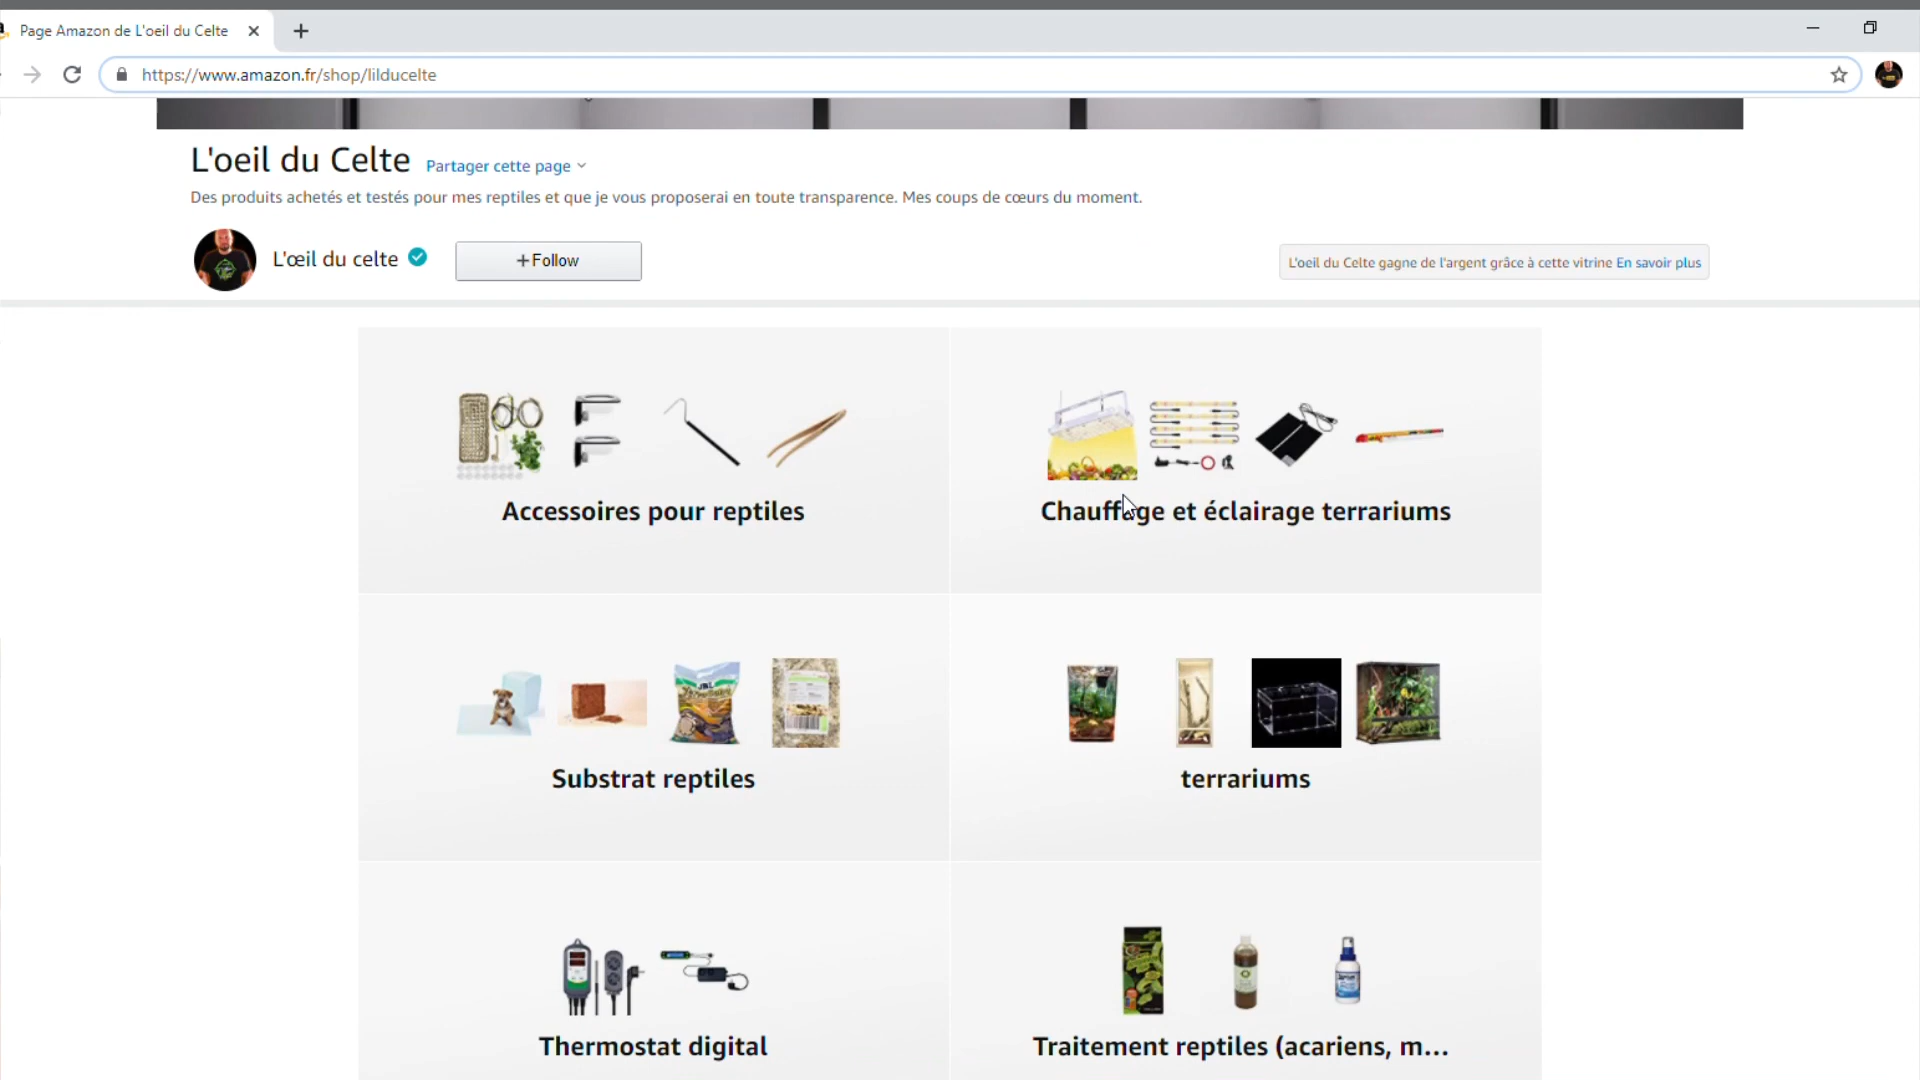 Page Amazon de L'oeil du Celte
https://www.amazon.fr/shop/lilducelte
L'oeil du Celte Partager cette page
Des produits achetés et testés pour mes reptiles et que je vous proposerai en toute transparence. Mes coups de cœurs du moment.
L'œil du celte +Follow L'oeil du Celte gagne de l'argent grâce à cette vitrine En savoir plus
Accessoires pour reptiles
Chauffage et éclairage terrariums
JBL
Substrat reptiles
terrariums
Thermostat digital
Traitement reptiles (acariens, m...